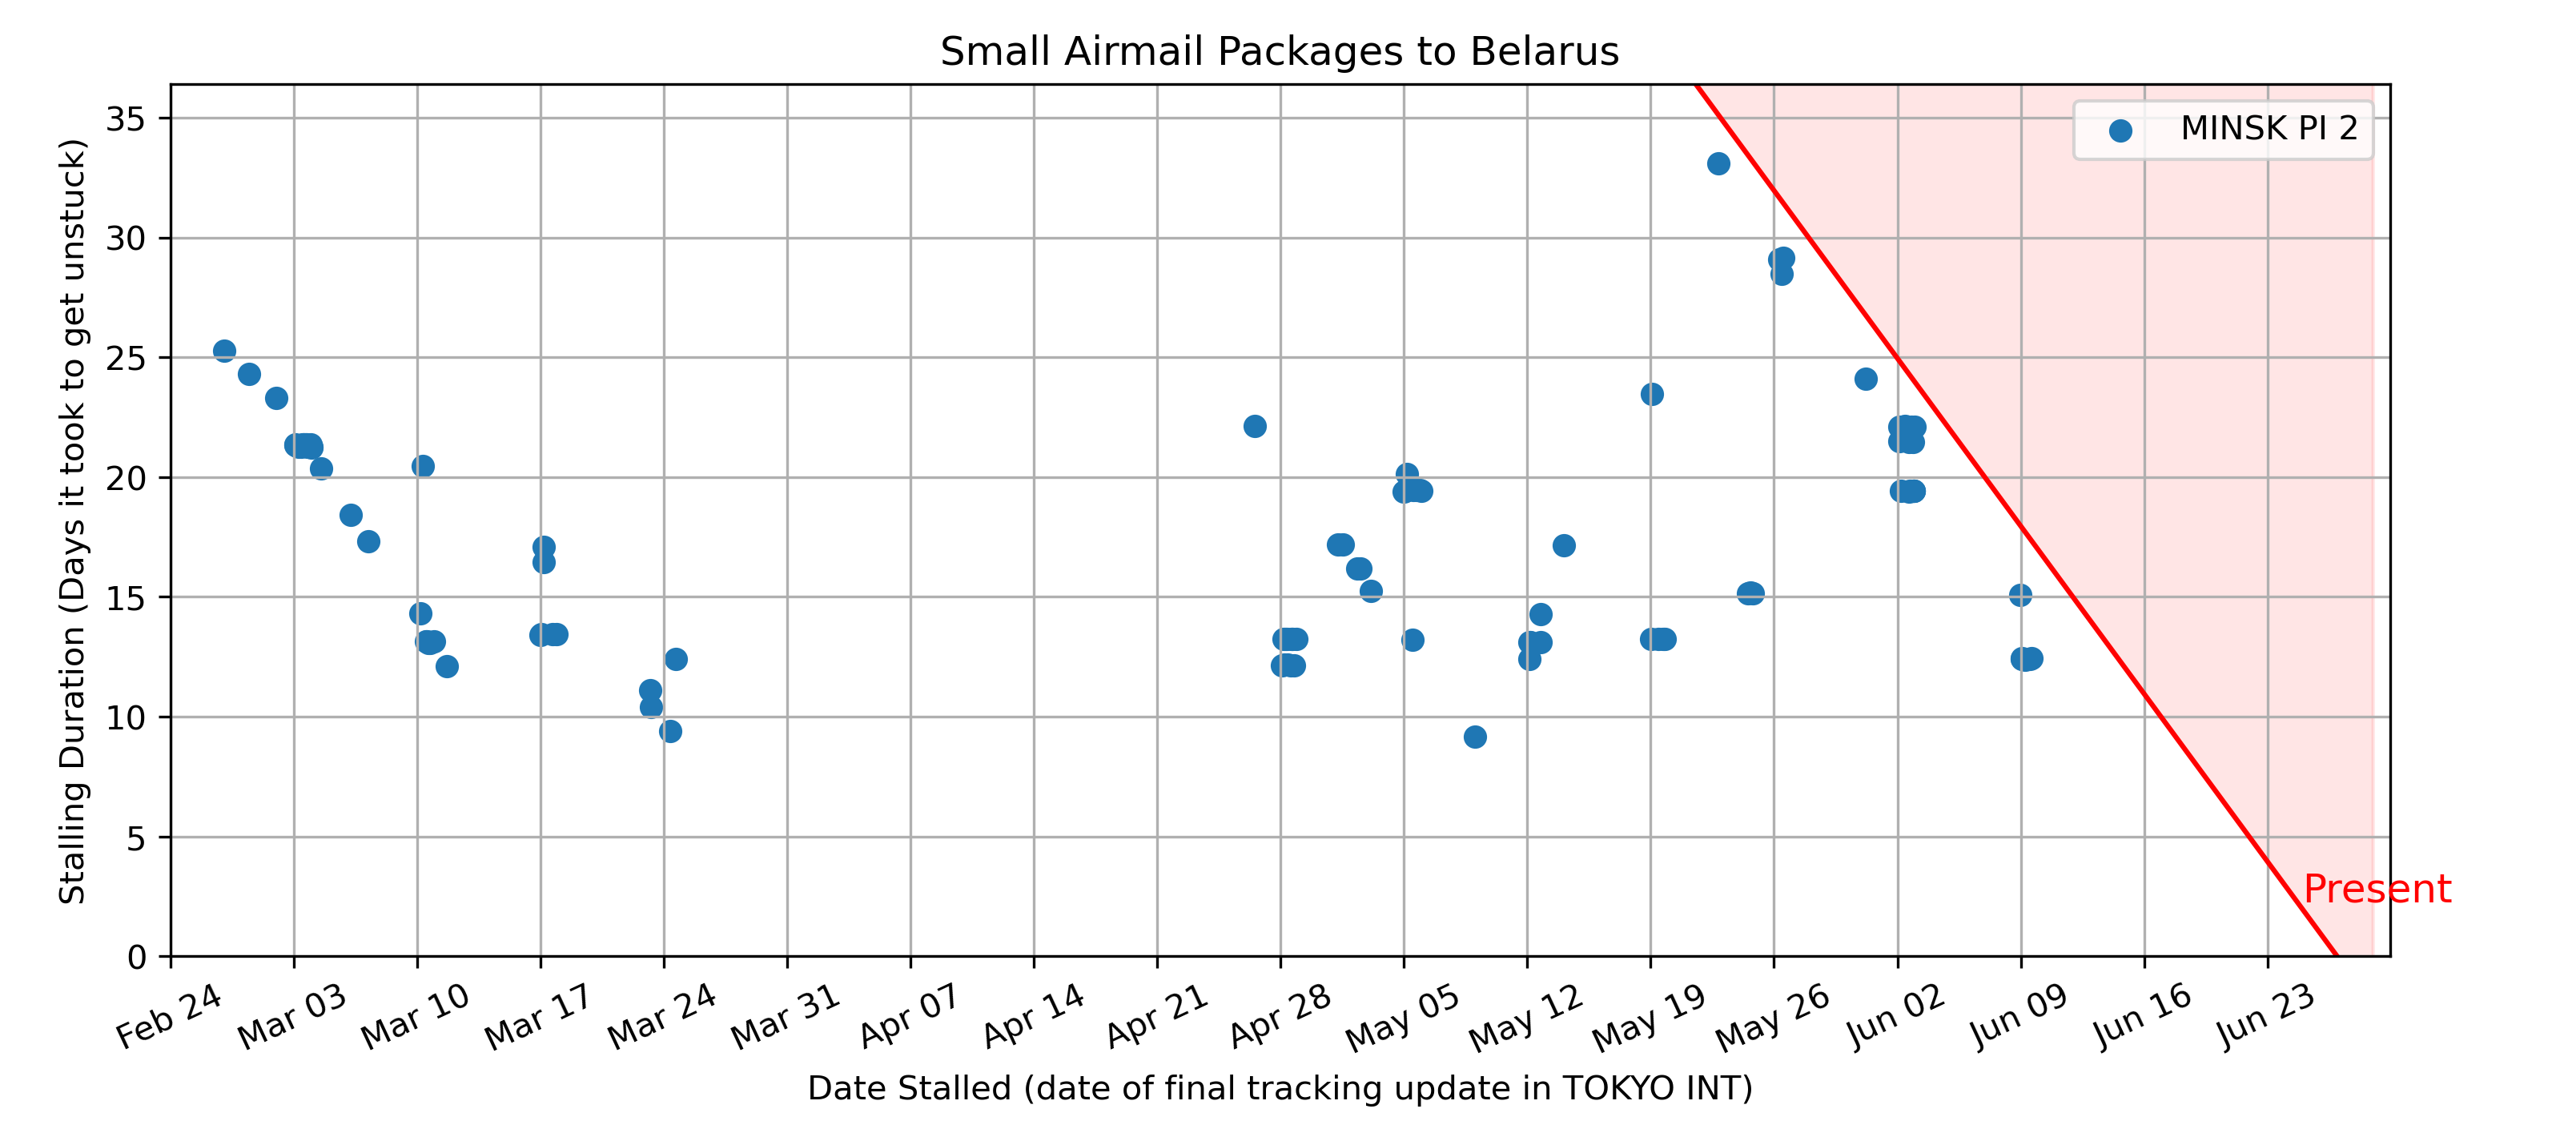 Small Airmail Packages to Belarus
MINSK PI 2
Stalling Duration (Days it took to get unstuck)
35
30
25
20
15
10
5
0
Present
Feb 24
Mar 03
Mar 10
Mar 17
Mar 24
Mar 31
Apr 07
Apr 14
Apr 21
Apr 28
May 05
May 12
May 19
May 26
Jun 02
Jun 09
Jun 16
Jun 23
Date Stalled (date of final tracking update in TOKYO INT)